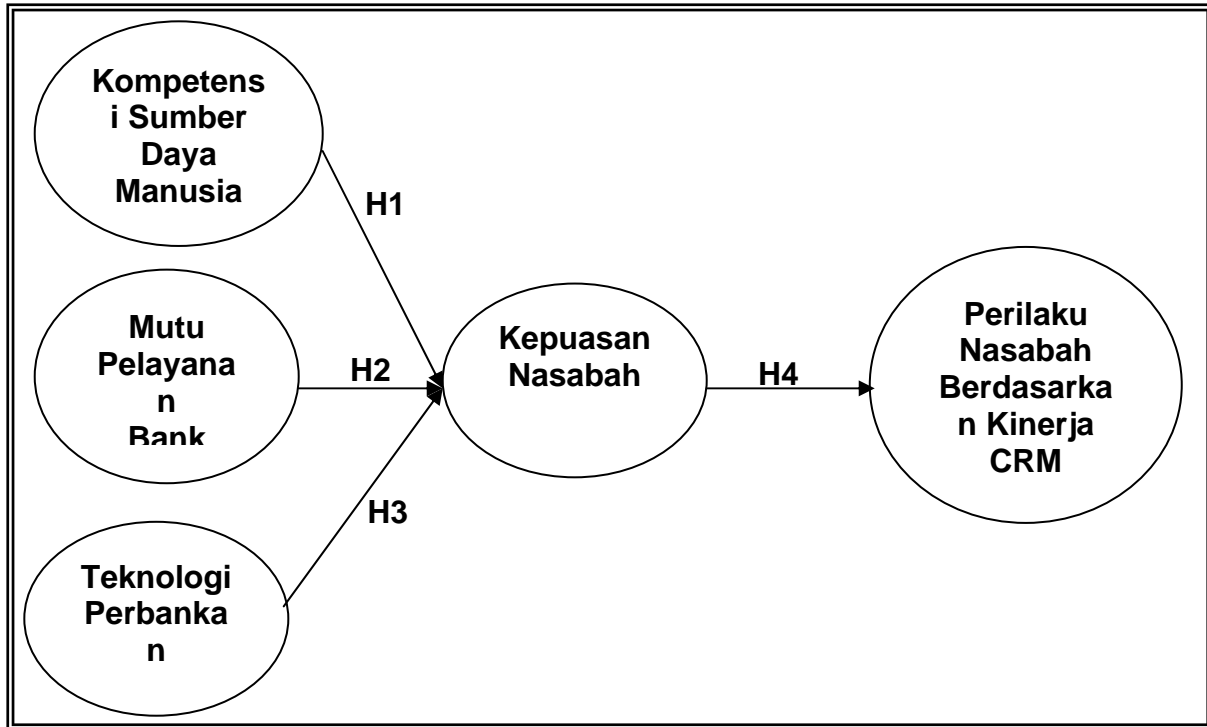 Kompetens
i Sumber
Daya
Manusia
H1
Mutu
Pelayana
n
Bank
H2
Kepuasan
Nasabah
H4
Perilaku
Nasabah
Berdasarka
n Kinerja
CRM
H3
Teknologi
Perbanka
n